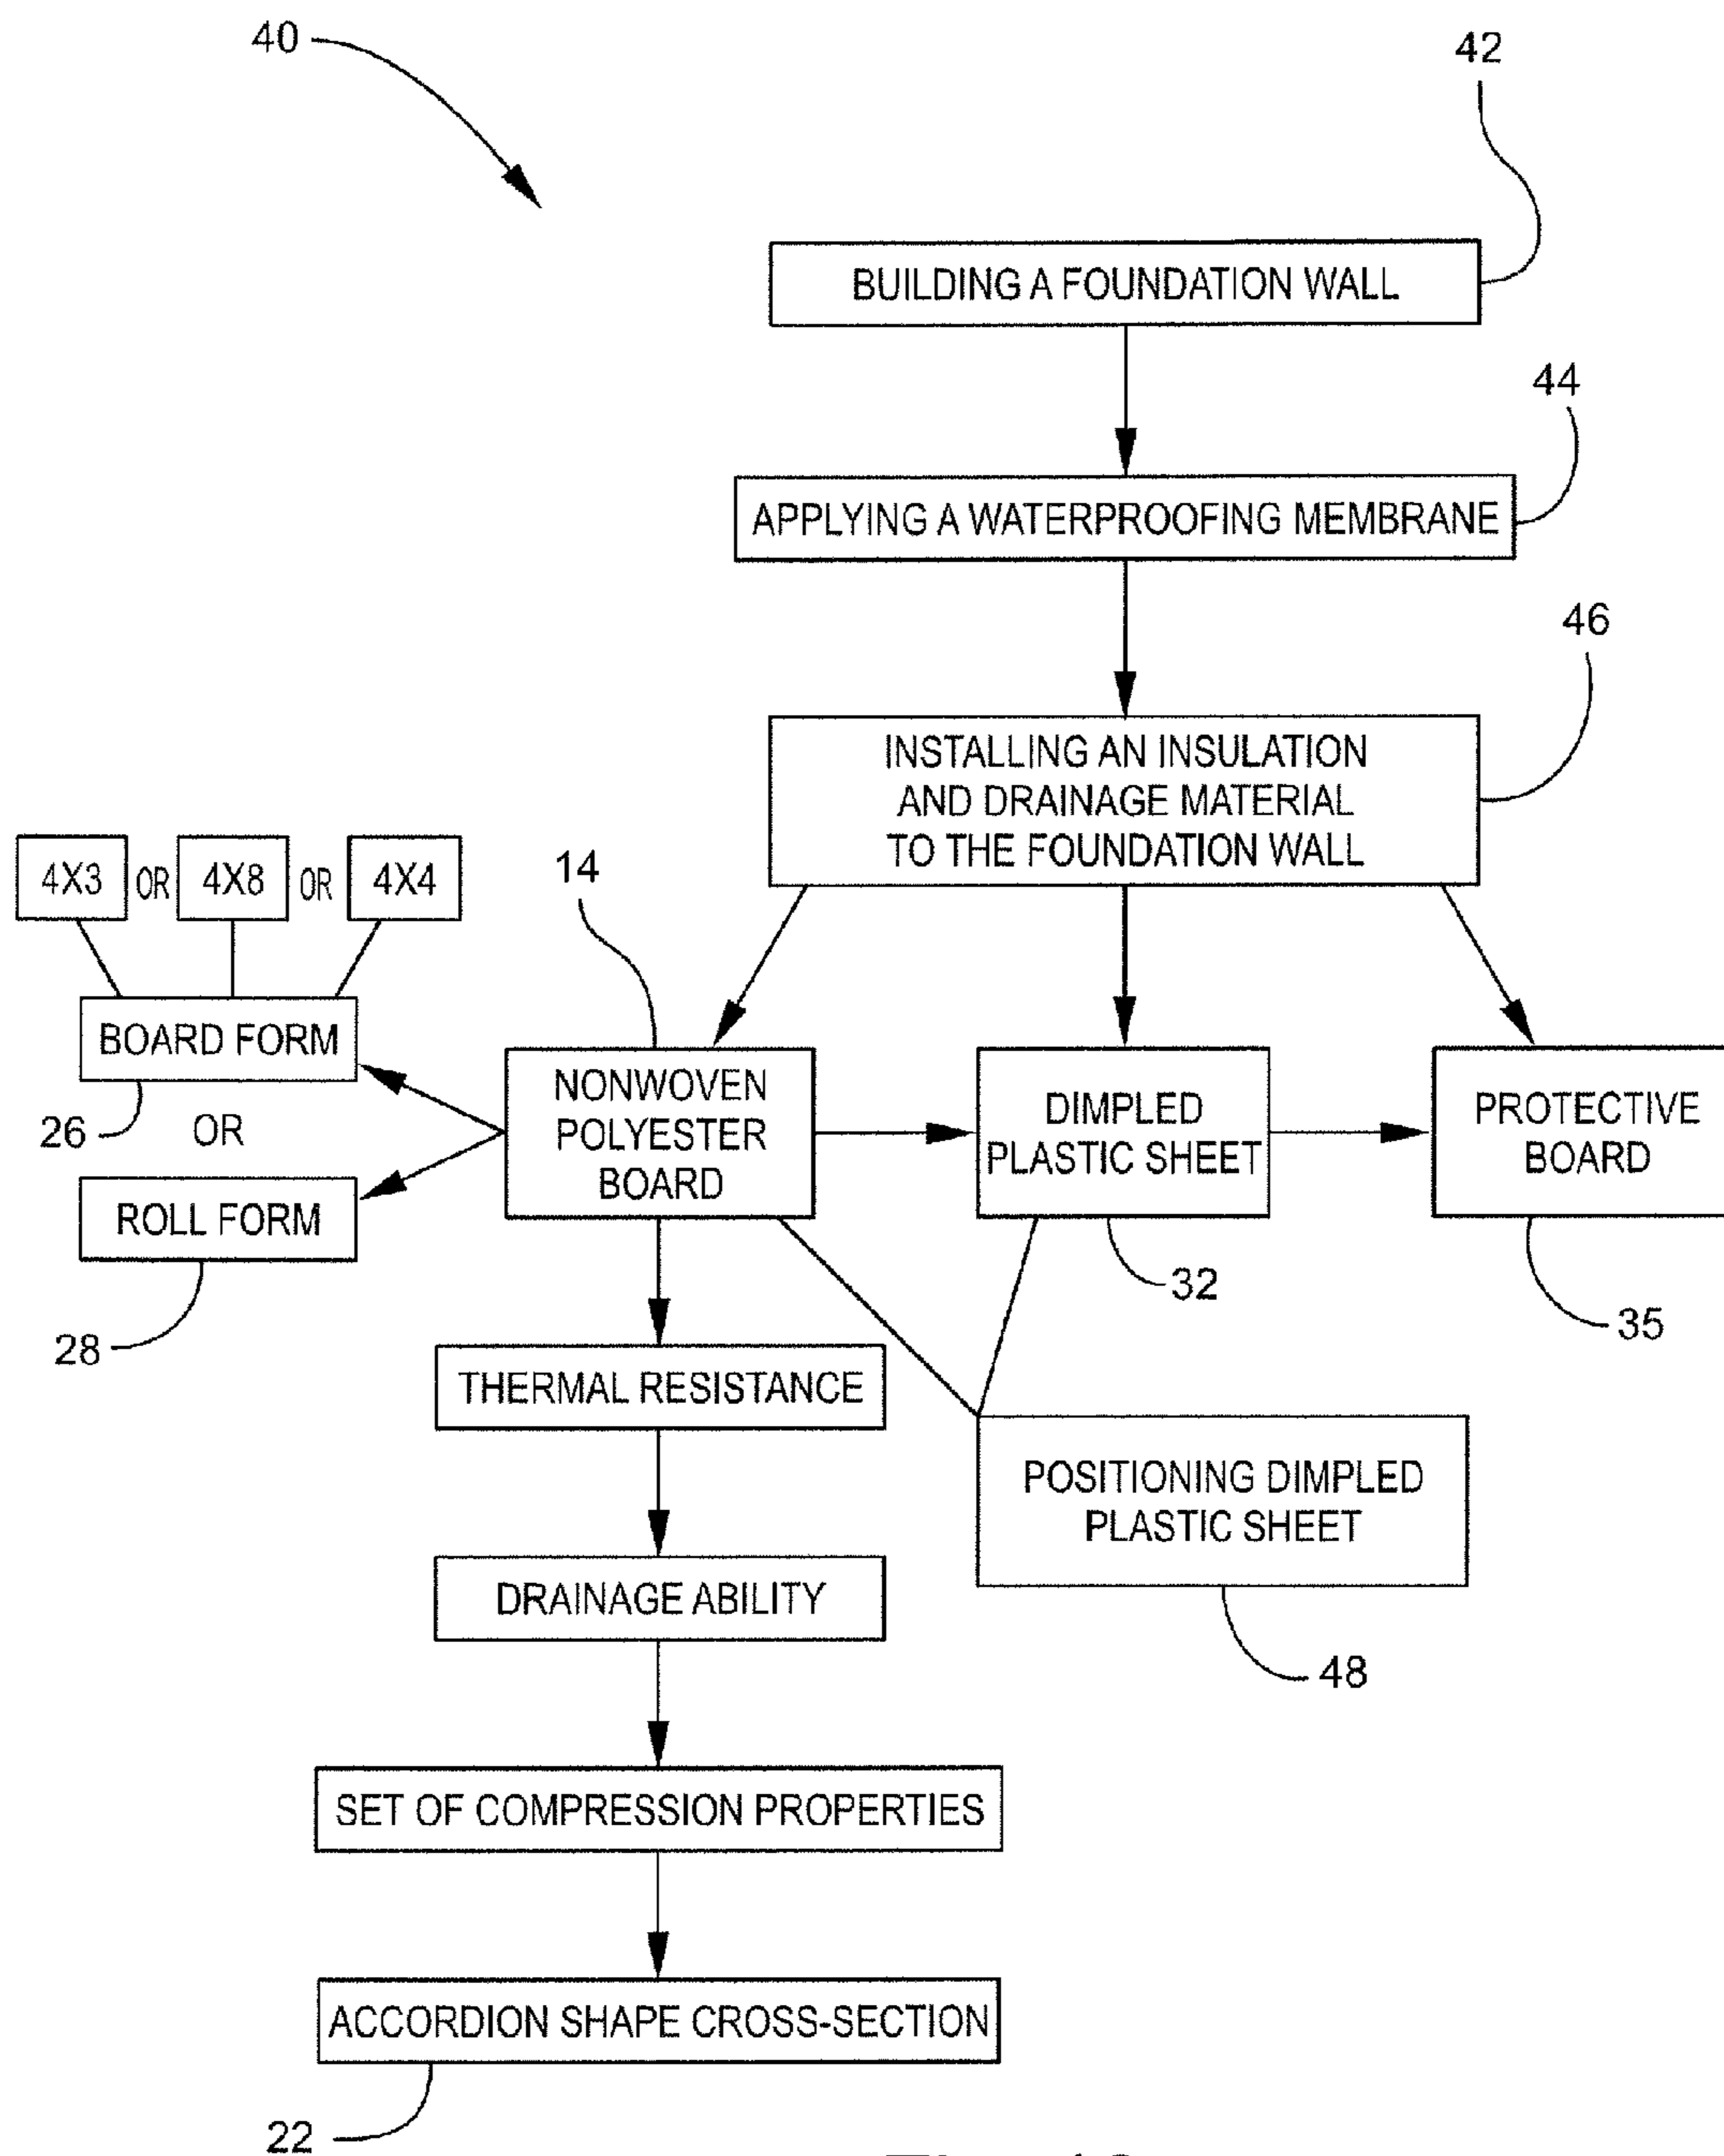 40
42
BUILDING A FOUNDATION WALL
44
APPLYING A WATERPROOFING MEMBRANE
46
INSTALLING AN INSULATION
AND DRAINAGE MATERIAL
TO THE FOUNDATION WALL
4X3 OR 4X8 OR 4X4
14
BOARD FORM
26
OR
ROLL FORM
28
NONWOVEN
POLYESTER
BOARD
DIMPLED
PLASTIC SHEET
32
PROTECTIVE
BOARD
35
THERMAL RESISTANCE
POSITIONING DIMPLED
PLASTIC SHEET
48
DRAINAGE ABILITY
SET OF COMPRESSION PROPERTIES
ACCORDION SHAPE CROSS-SECTION
22